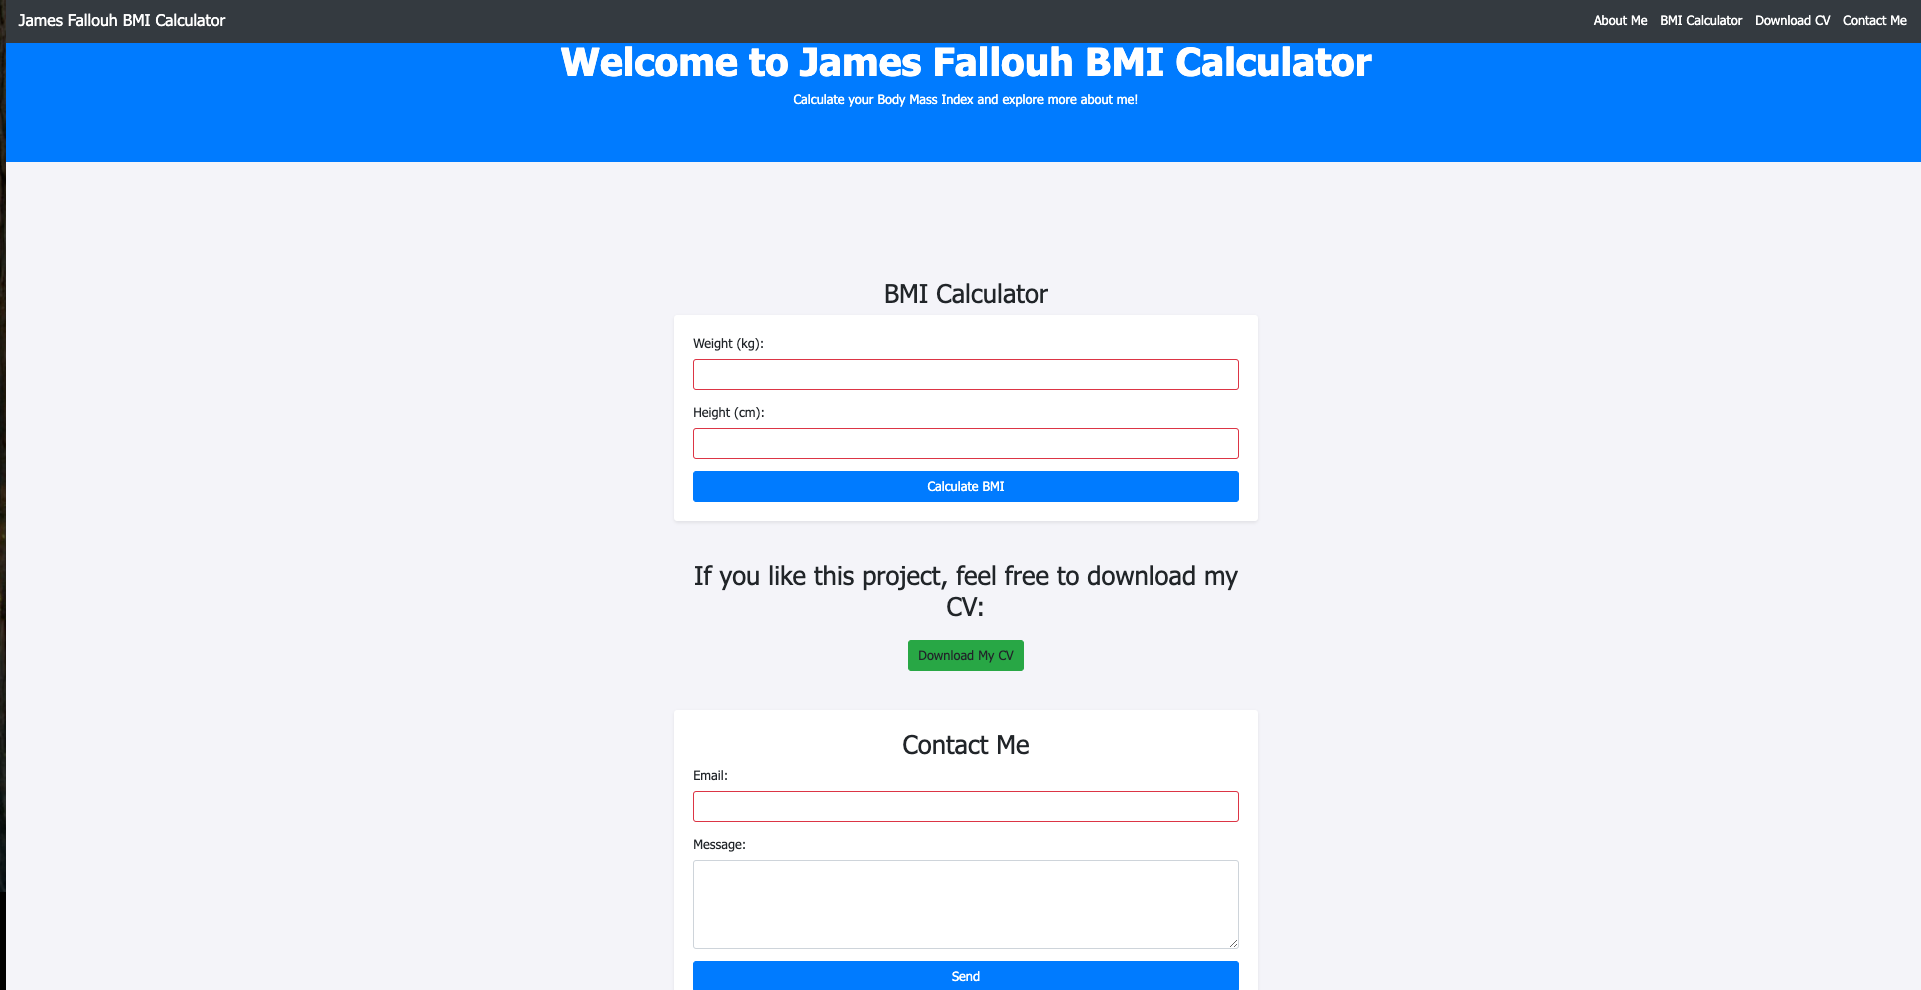 James Fallouh BMI Calculator
About Me
BMI Calculator
Download CV
Contact Me
Welcome to James Fallouh BMI Calculator
Calculate your Body Mass Index and explore more about me!
BMI Calculator
Weight (kg):
Height (cm):
Calculate BMI
If you like this project, feel free to download my
CV:
Download My CV
Contact Me
Email:
Message:
Send